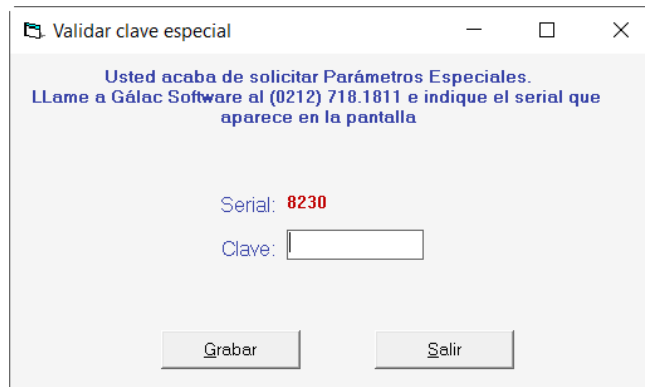 Validar clave especial
Usted acaba de solicitar Parámetros Especiales.
LLame a Gálac Software al (0212) 718.1811 e indique el serial que
aparece en la pantalla
Serial: 8230
Clave:
Grabar Salir